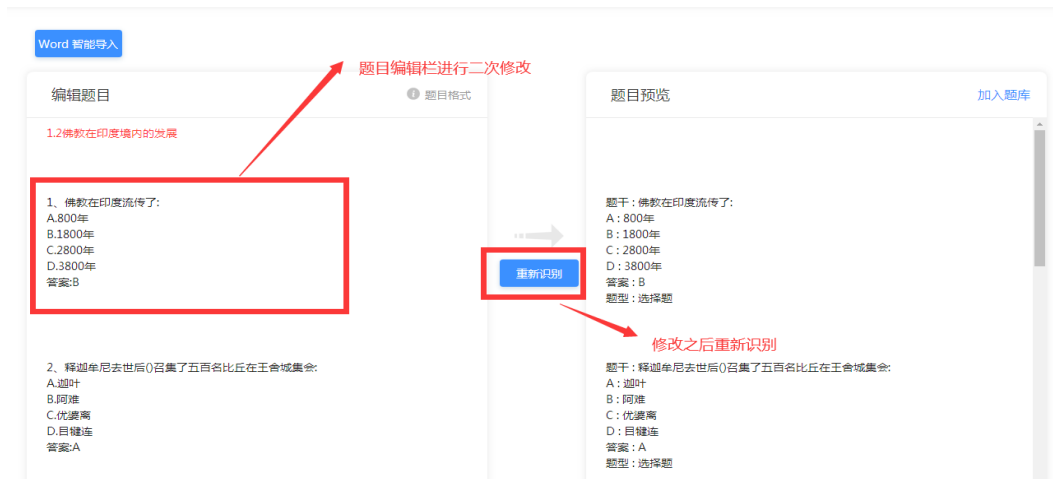 Word 智能导入
题目编辑栏进行二次修改
编辑题目
题目格式
1.2佛教在印度境内的发展
1、佛教在印度流传了:
A.800年
B.1800年
C.2800年
D.3800年
答案:B
2、释迦牟尼去世后()召集了五百名比丘在王舍城集会:
A.迦叶
B.阿难
C.优婆离
D.目犍连
答案:A
重新识别
修改之后重新识别
题目预览
加入题库
题干 : 佛教在印度流传了:
A : 800年
B : 1800年
C : 2800年
D : 3800年
答案 : B
题型 : 选择题
题干 : 释迦牟尼去世后()召集了五百名比丘在王舍城集会:
A : 迦叶
B : 阿难
C : 优婆离
D : 目犍连
答案 : A
题型 : 选择题